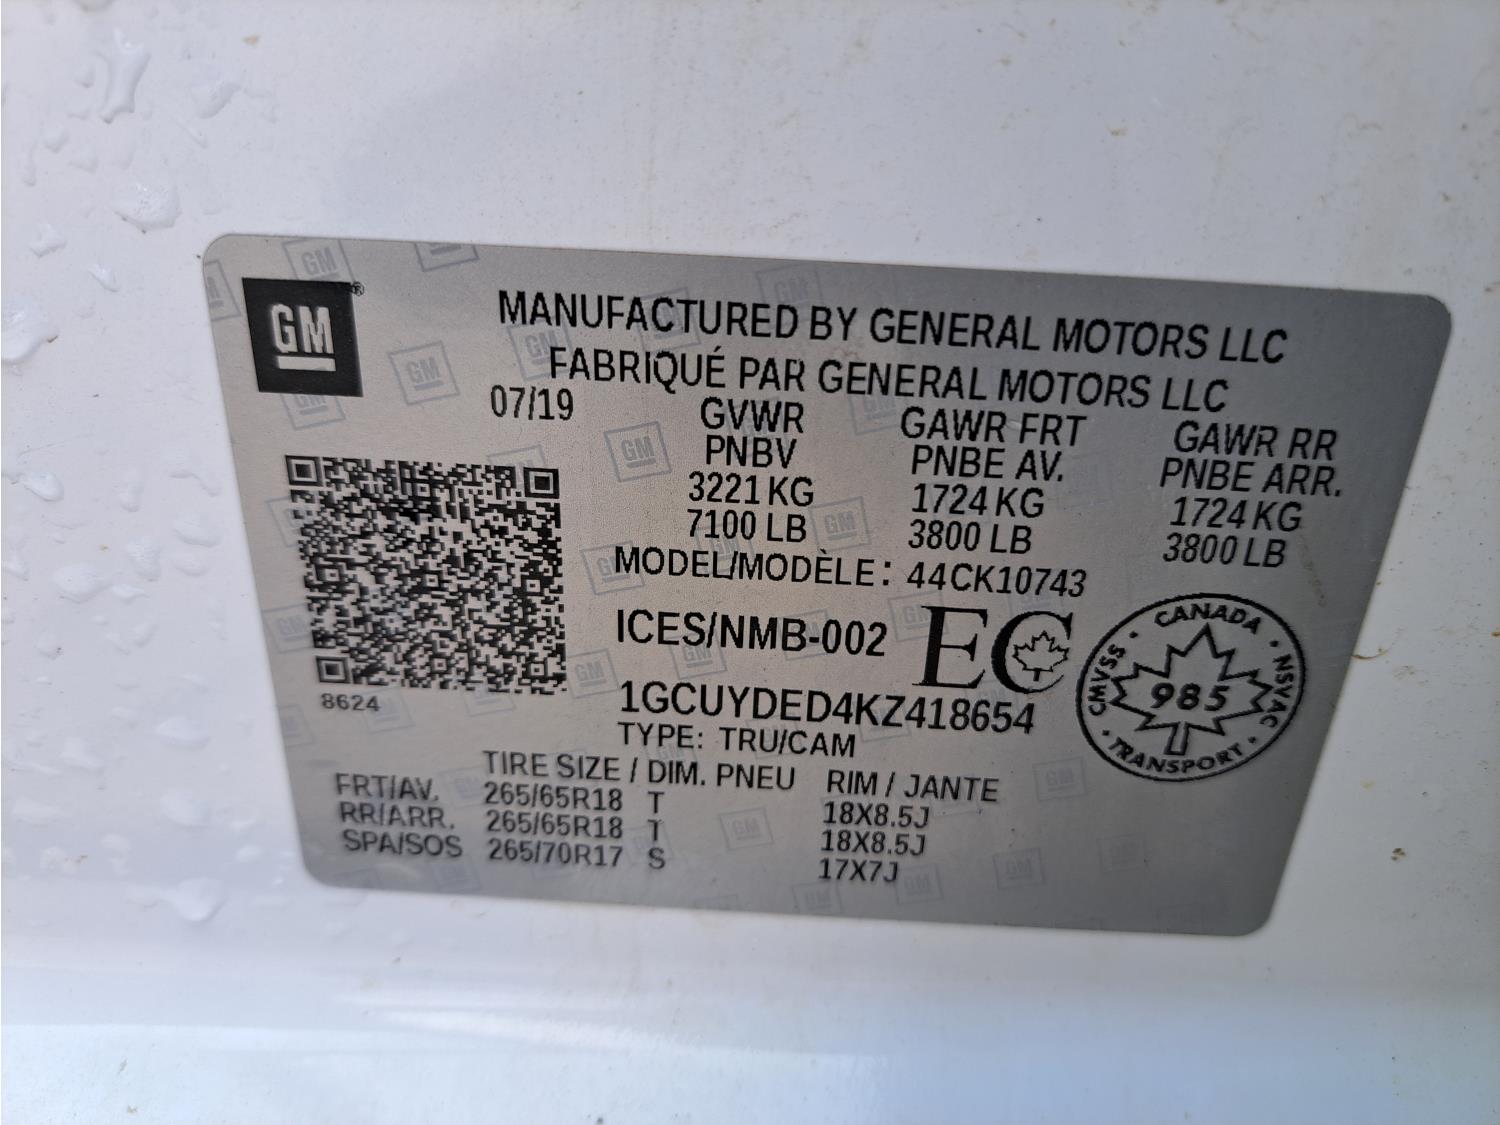 GM
MANUFACTURED BY GENERAL MOTORS LLC
FABRIQUÉ PAR GENERAL MOTORS LLC
07/19 GVWR GAWR FRT GAWR RR
PNBV PNBE AV. PNBE ARR.
3221 KG 1724 KG 1724 KG
7100 LB 3800 LB 3800 LB
MODEL/MODÈLE: 44CK10743
ICES/NMB-002 EC
8624
1GCUYDED4KZ418654
TYPE: TRU/CAM
CANADA · NSVAC · TRANSPORT · CMVSS ·
985
TIRE SIZE / DIM. PNEU RIM / JANTE
FRT/AV. 265/65R18 T 18X8.5J
RR/ARR. 265/65R18 T 18X8.5J
SPA/SOS 265/70R17 S 17X7J